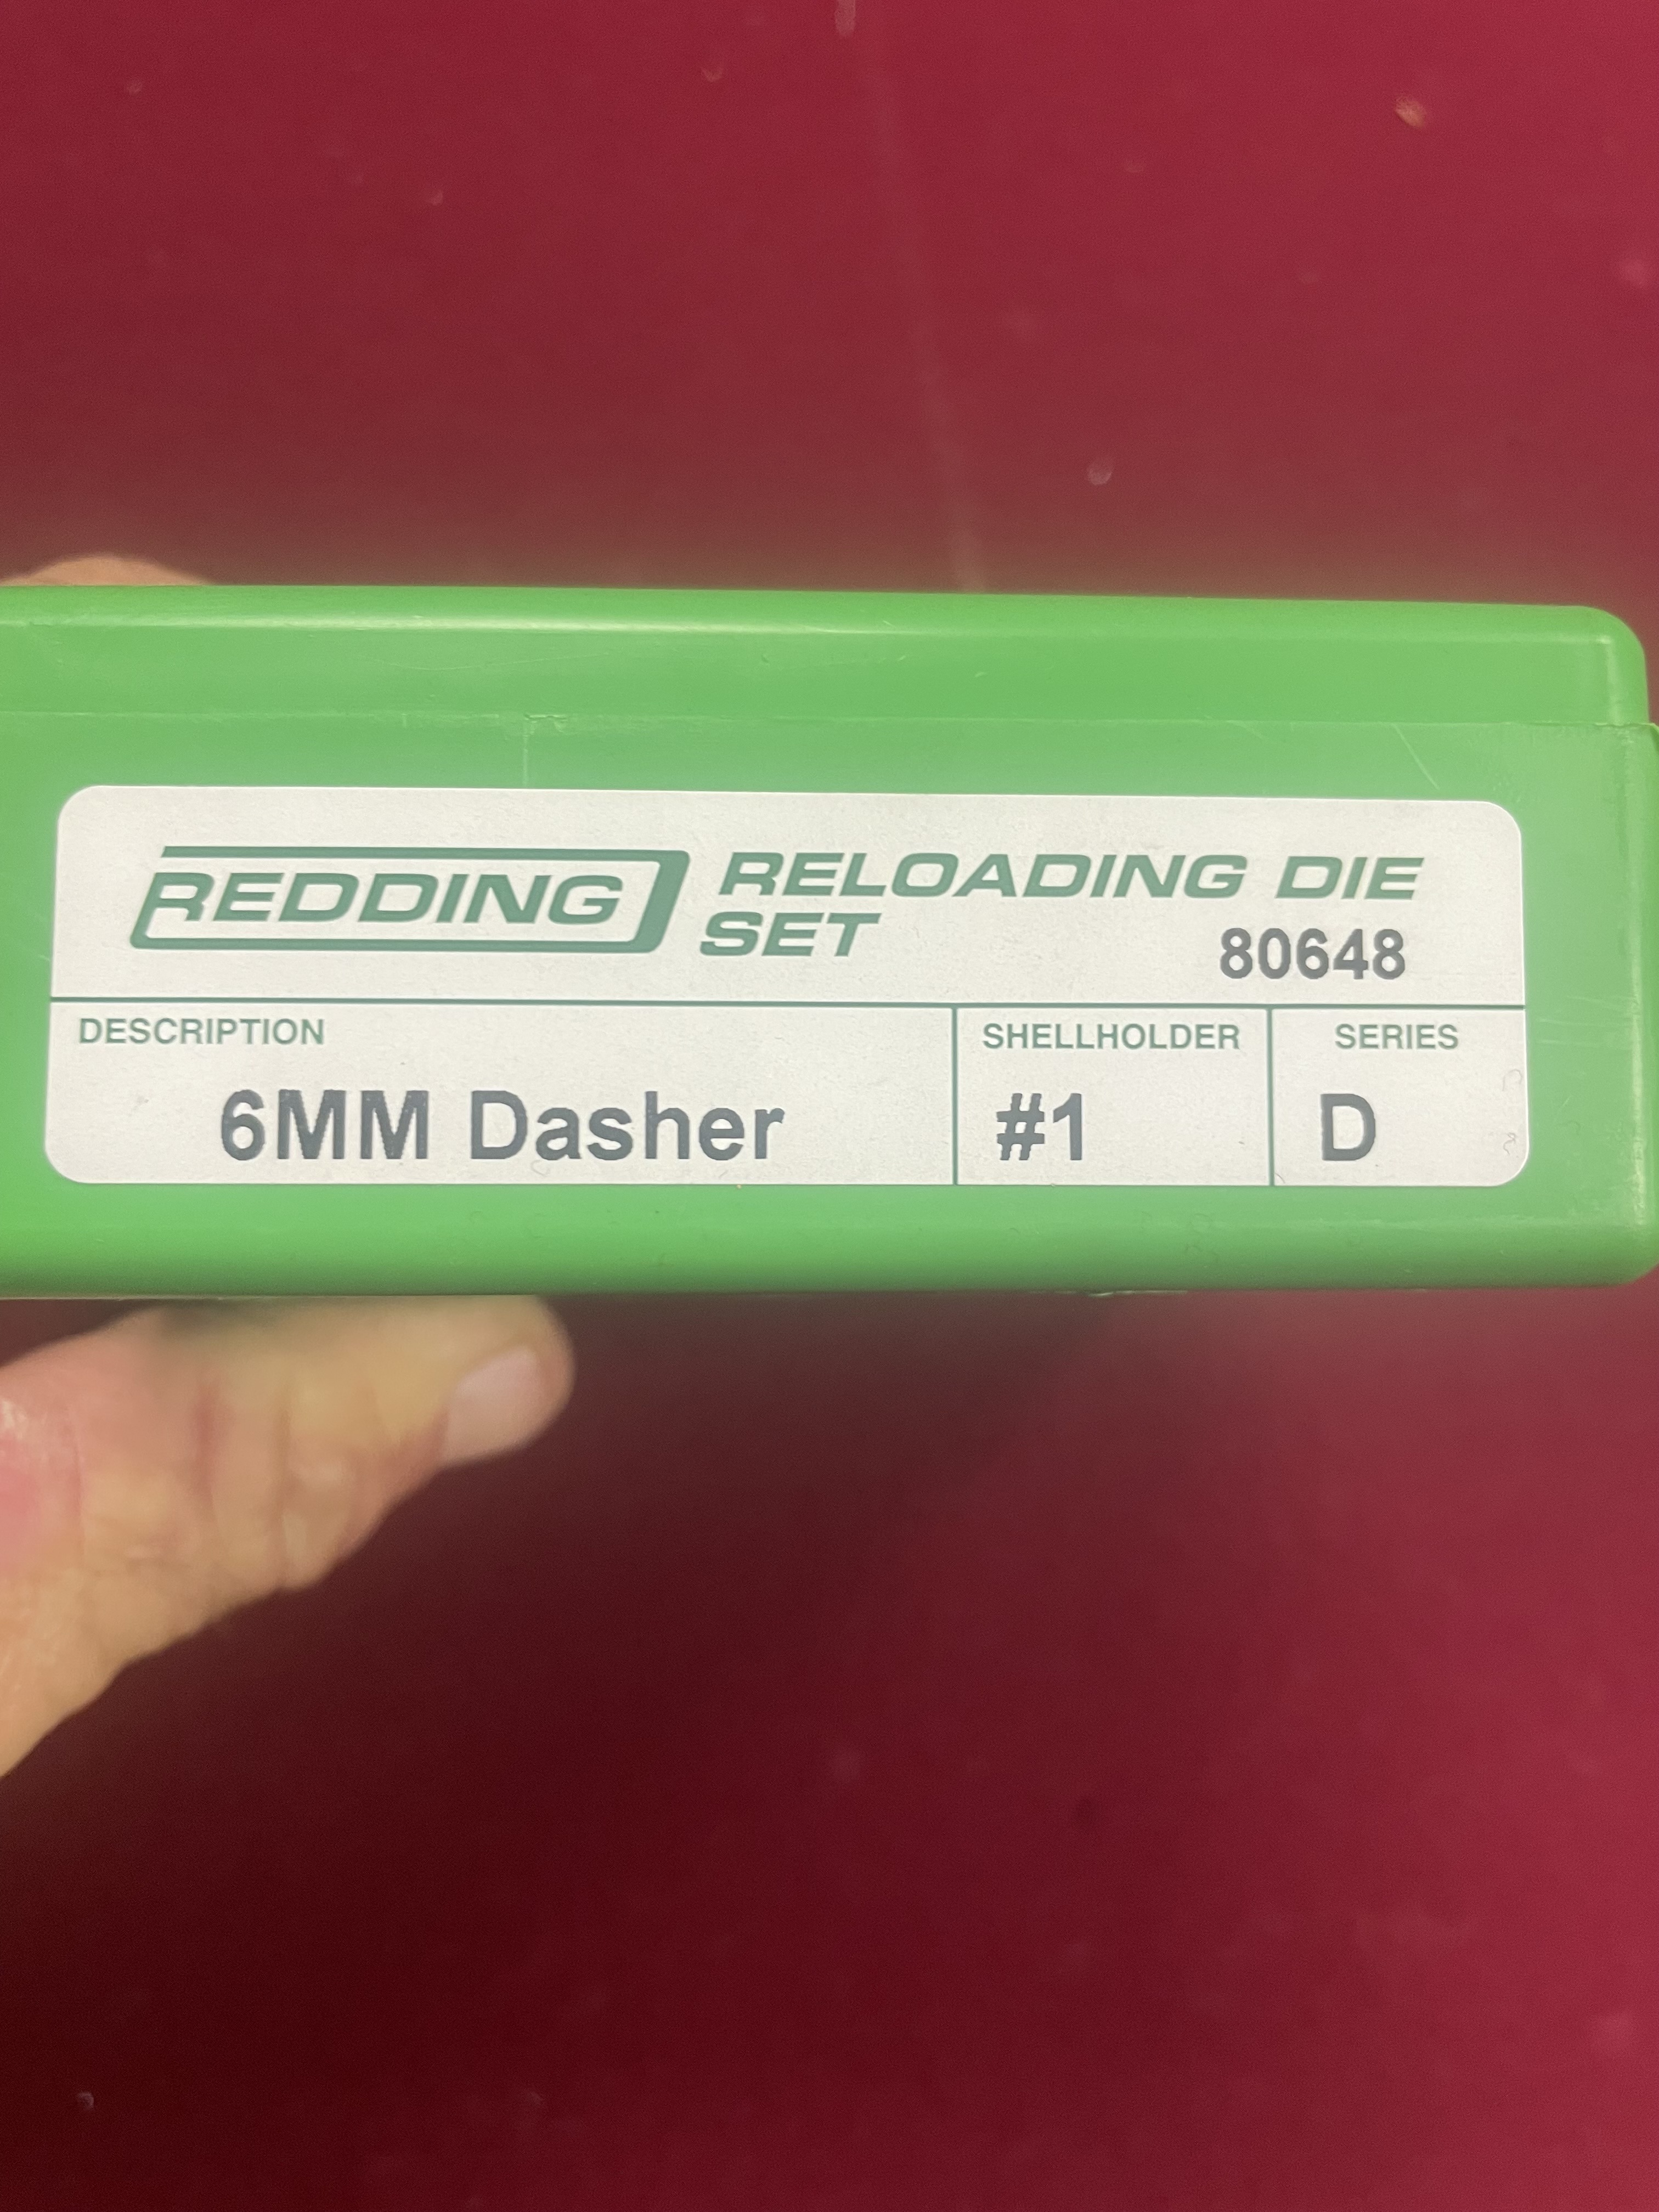 REDDING RELOADING DIE
SET
80648
DESCRIPTION
6MM Dasher
SHELLHOLDER
#1
SERIES
D